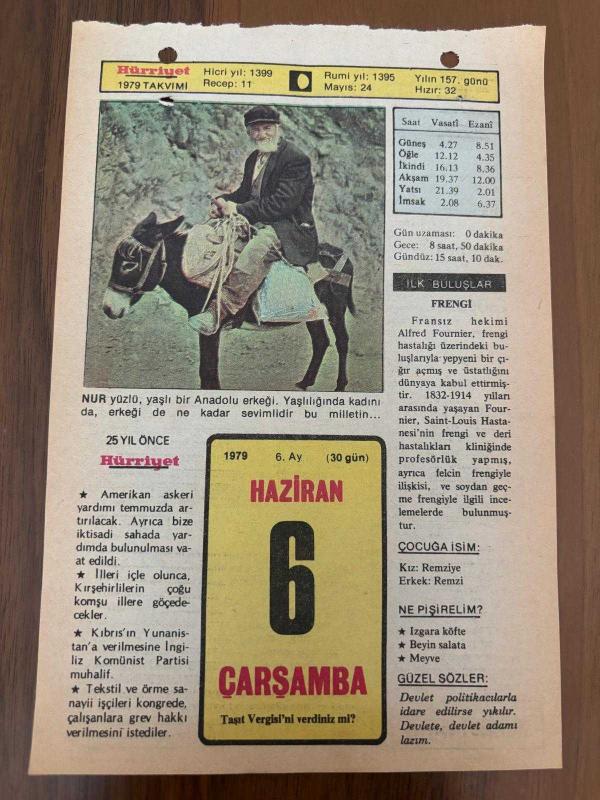 Hürriyet
1979 TAKVİMİ
Hicri yıl: 1399
Recep: 11
Rumi yıl: 1395
Mayıs: 24
Yılın 157. günü
Hızır: 32
Saat Vasatî Ezanî
Güneş 4.27 8.51
Öğle 12.12 4.35
İkindi 16.13 8.36
Akşam 19.37 12.00
Yatsı 21.39 2.01
İmsak 2.08 6.37
Gün uzaması: 0 dakika
Gece: 8 saat, 50 dakika
Gündüz: 15 saat, 10 dak.
NUR yüzlü, yaşlı bir Anadolu erkeği. Yaşlılığında kadını
da, erkeği de ne kadar sevimlidir bu milletin...
25 YIL ÖNCE
Hürriyet
★ Amerikan askeri
yardımı temmuzda ar-
tırılacak. Ayrıca bize
iktisadi sahada yar-
dımda bulunulması va-
at edildi.
★ İlleri içle olunca,
Kırşehirlilerin çoğu
komşu illere göçede-
cekler.
★ Kıbrıs'ın Yunanis-
tan'a verilmesine İngi-
liz Komünist Partisi
muhalif.
★ Tekstil ve örme sa-
nayii işçileri kongrede,
çalışanlara grev hakkı
verilmesini istediler.
1979 6. Ay (30 gün)
HAZİRAN
6
ÇARŞAMBA
Taşıt Vergisi'ni verdiniz mi?
İLK BULUŞLAR
FRENGİ
Fransız hekimi
Alfred Fournier, frengi
hastalığı üzerindeki bu-
luşlarıyla yepyeni bir çı-
ğır açmış ve üstatlığını
dünyaya kabul ettirmiş-
tir. 1832-1914 yılları
arasında yaşayan Four-
nier, Saint-Louis Hasta-
nesi'nin frengi ve deri
hastalıkları kliniğinde
profesörlük yapmış,
ayrıca felcin frengiyle
ilişkisi, ve soydan geç-
me frengiyle ilgili ince-
lemelerde bulunmuş-
tur.
ÇOCUĞA İSİM:
Kız: Remziye
Erkek: Remzi
NE PİŞİRELİM?
★ Izgara köfte
★ Beyin salata
★ Meyve
GÜZEL SÖZLER:
Devlet politikacılarla
idare edilirse yıkılır.
Devlete, devlet adamı
lazım.